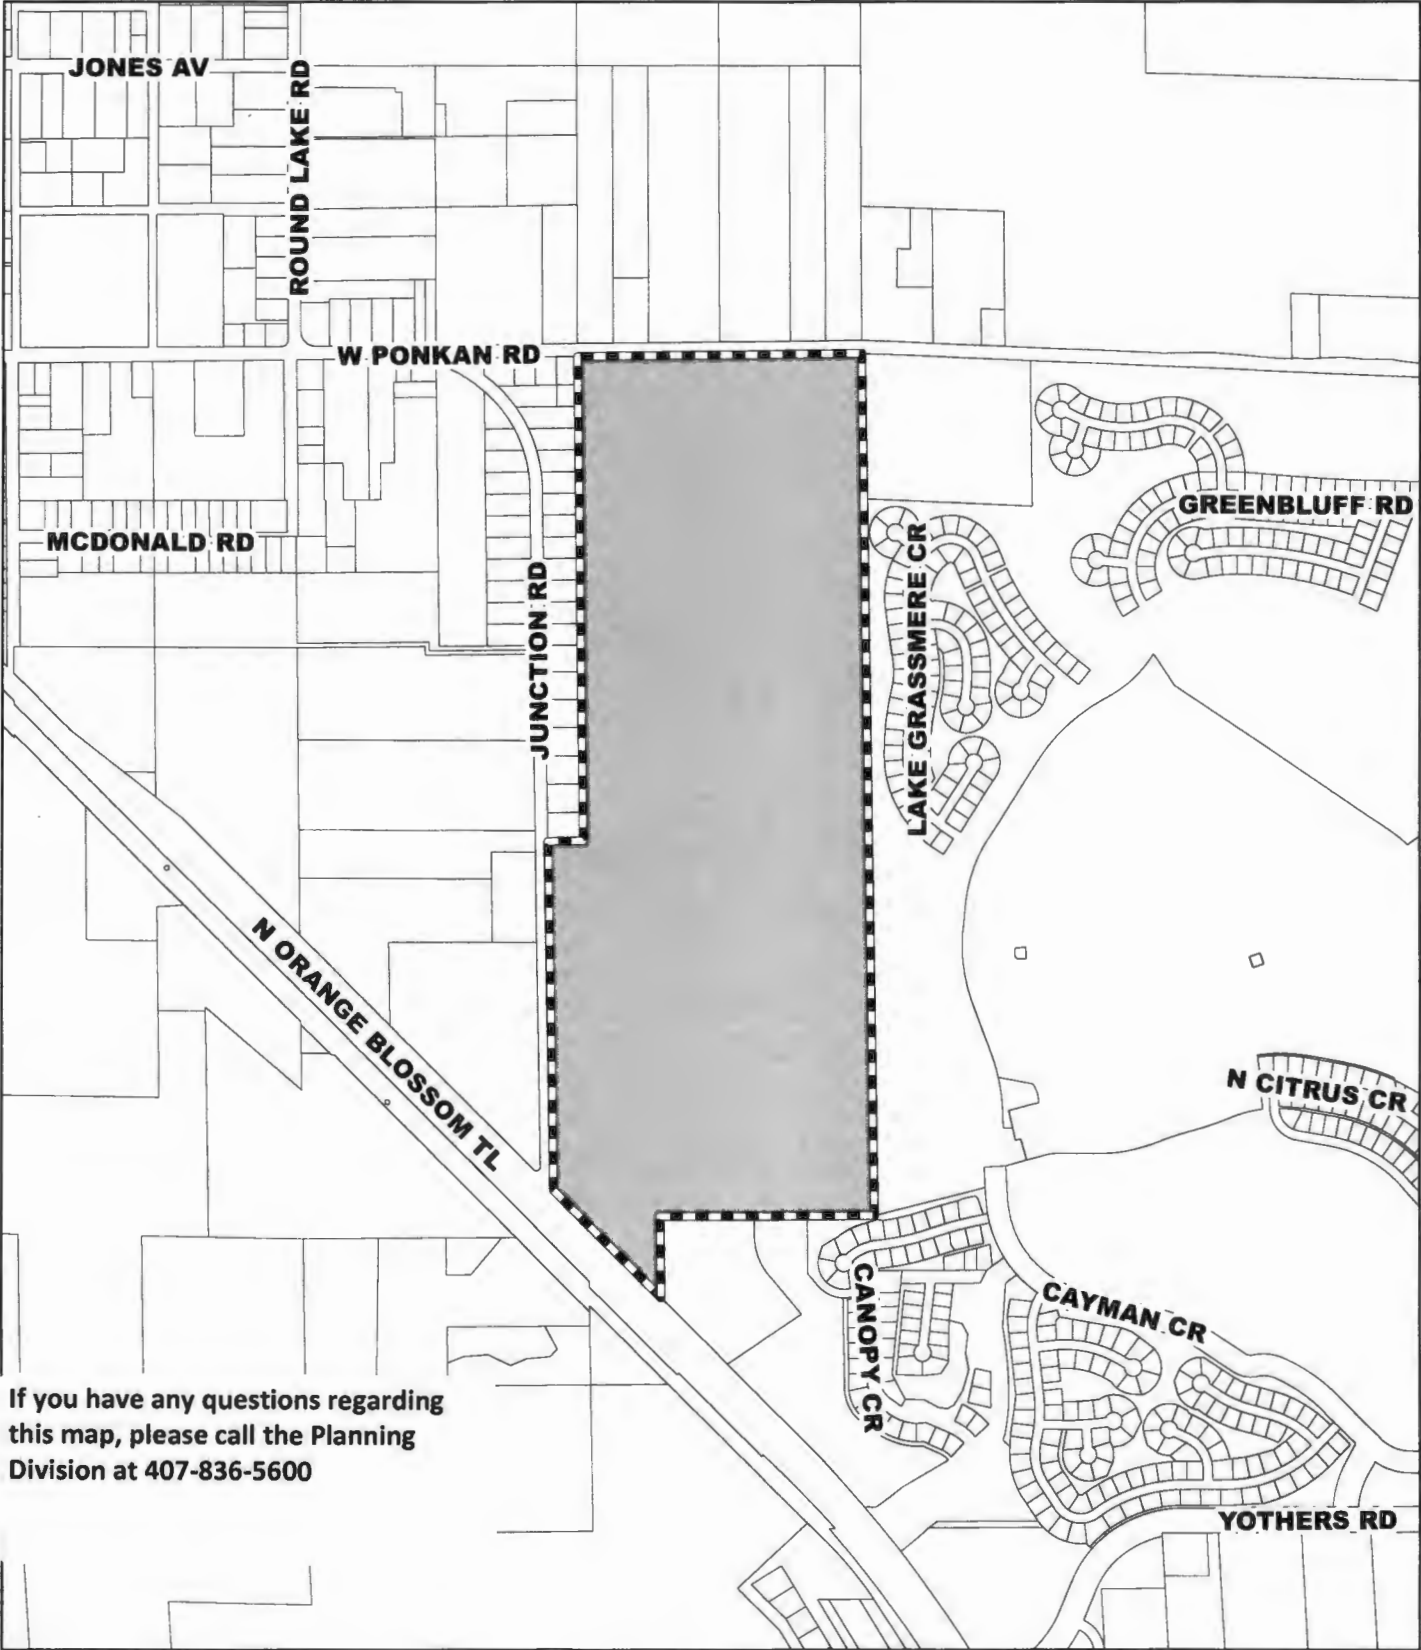 JONES AV
ROUND LAKE RD
W PONKAN RD
GREENBLUFF RD
MCDONALD RD
LAKE GRASSMERE CR
JUNCTION RD
N ORANGE BLOSSOM TL
N CITRUS CR
CANOPY CR
CAYMAN CR
If you have any questions regarding
this map, please call the Planning
Division at 407-836-5600
YOTHERS RD